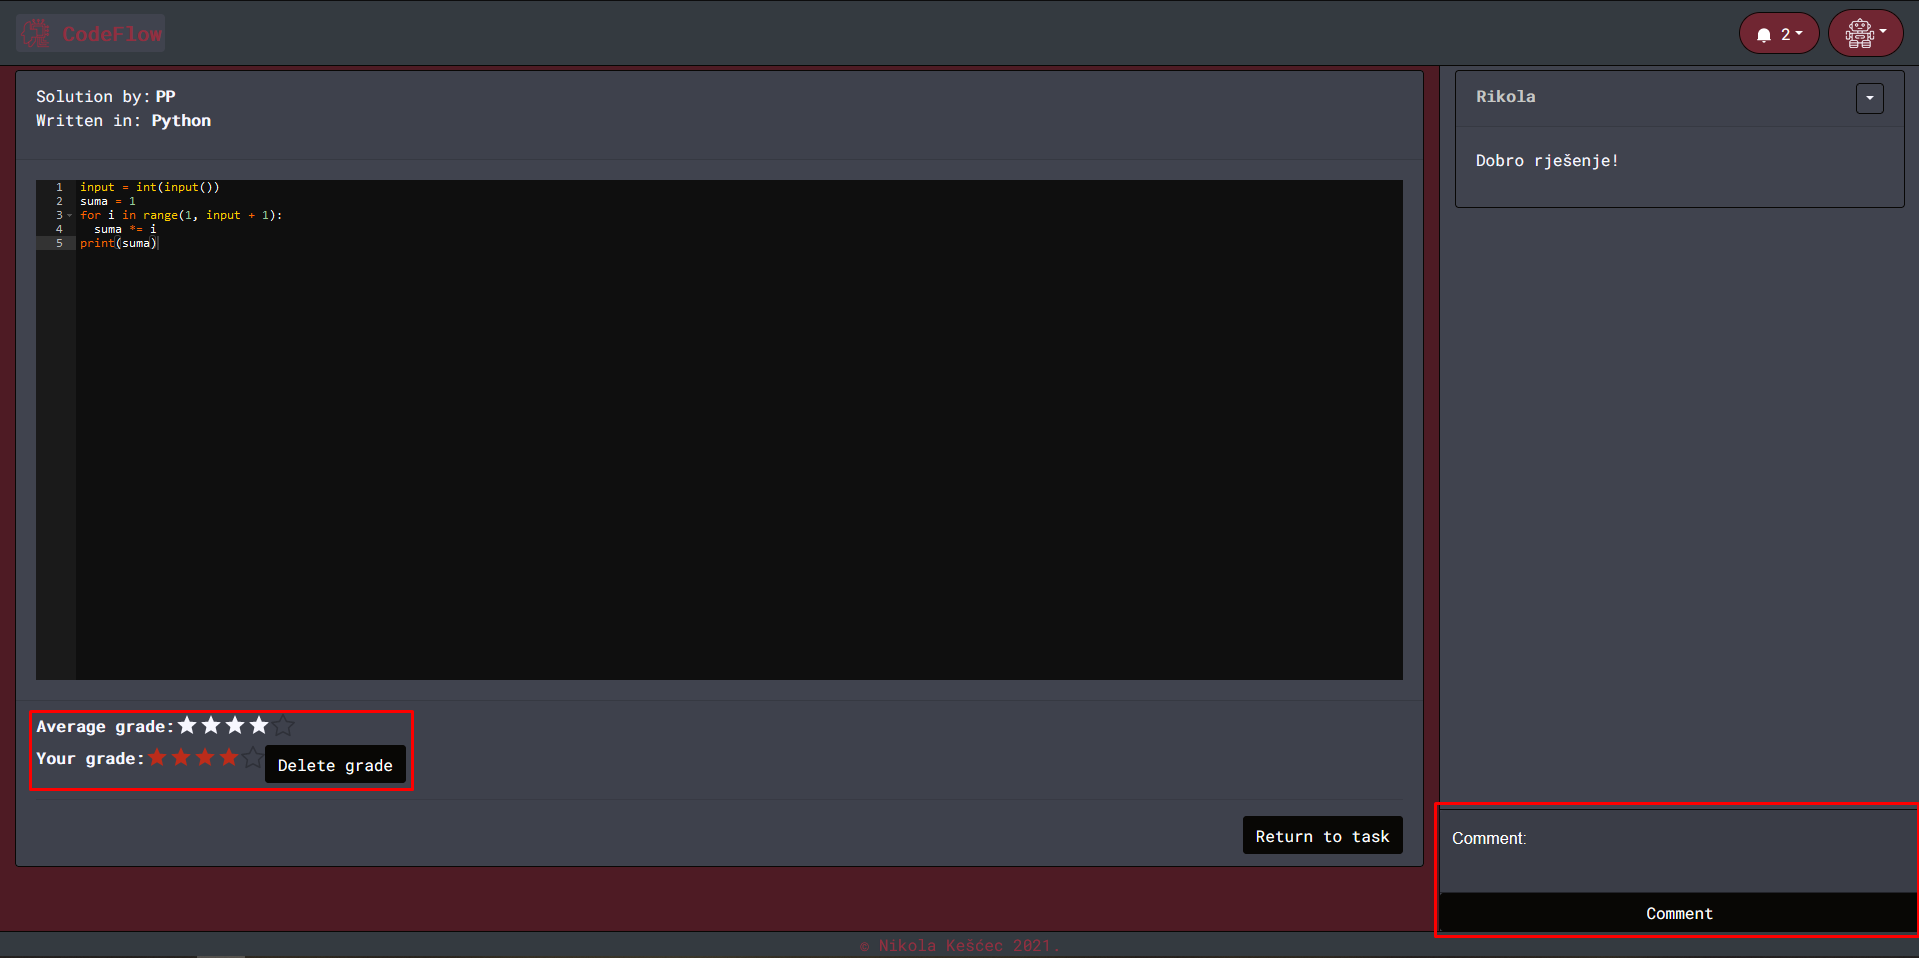 CodeFlow
2
Solution by: PP
Written in: Python
1 input = int(input())
2 suma = 1
3 for i in range(1, input + 1):
4 suma *= i
5 print(suma)
Average grade:
Your grade:
Delete grade
Return to task
Rikola
Dobro rješenje!
Comment:
Comment
© Nikola Kešćec 2021.